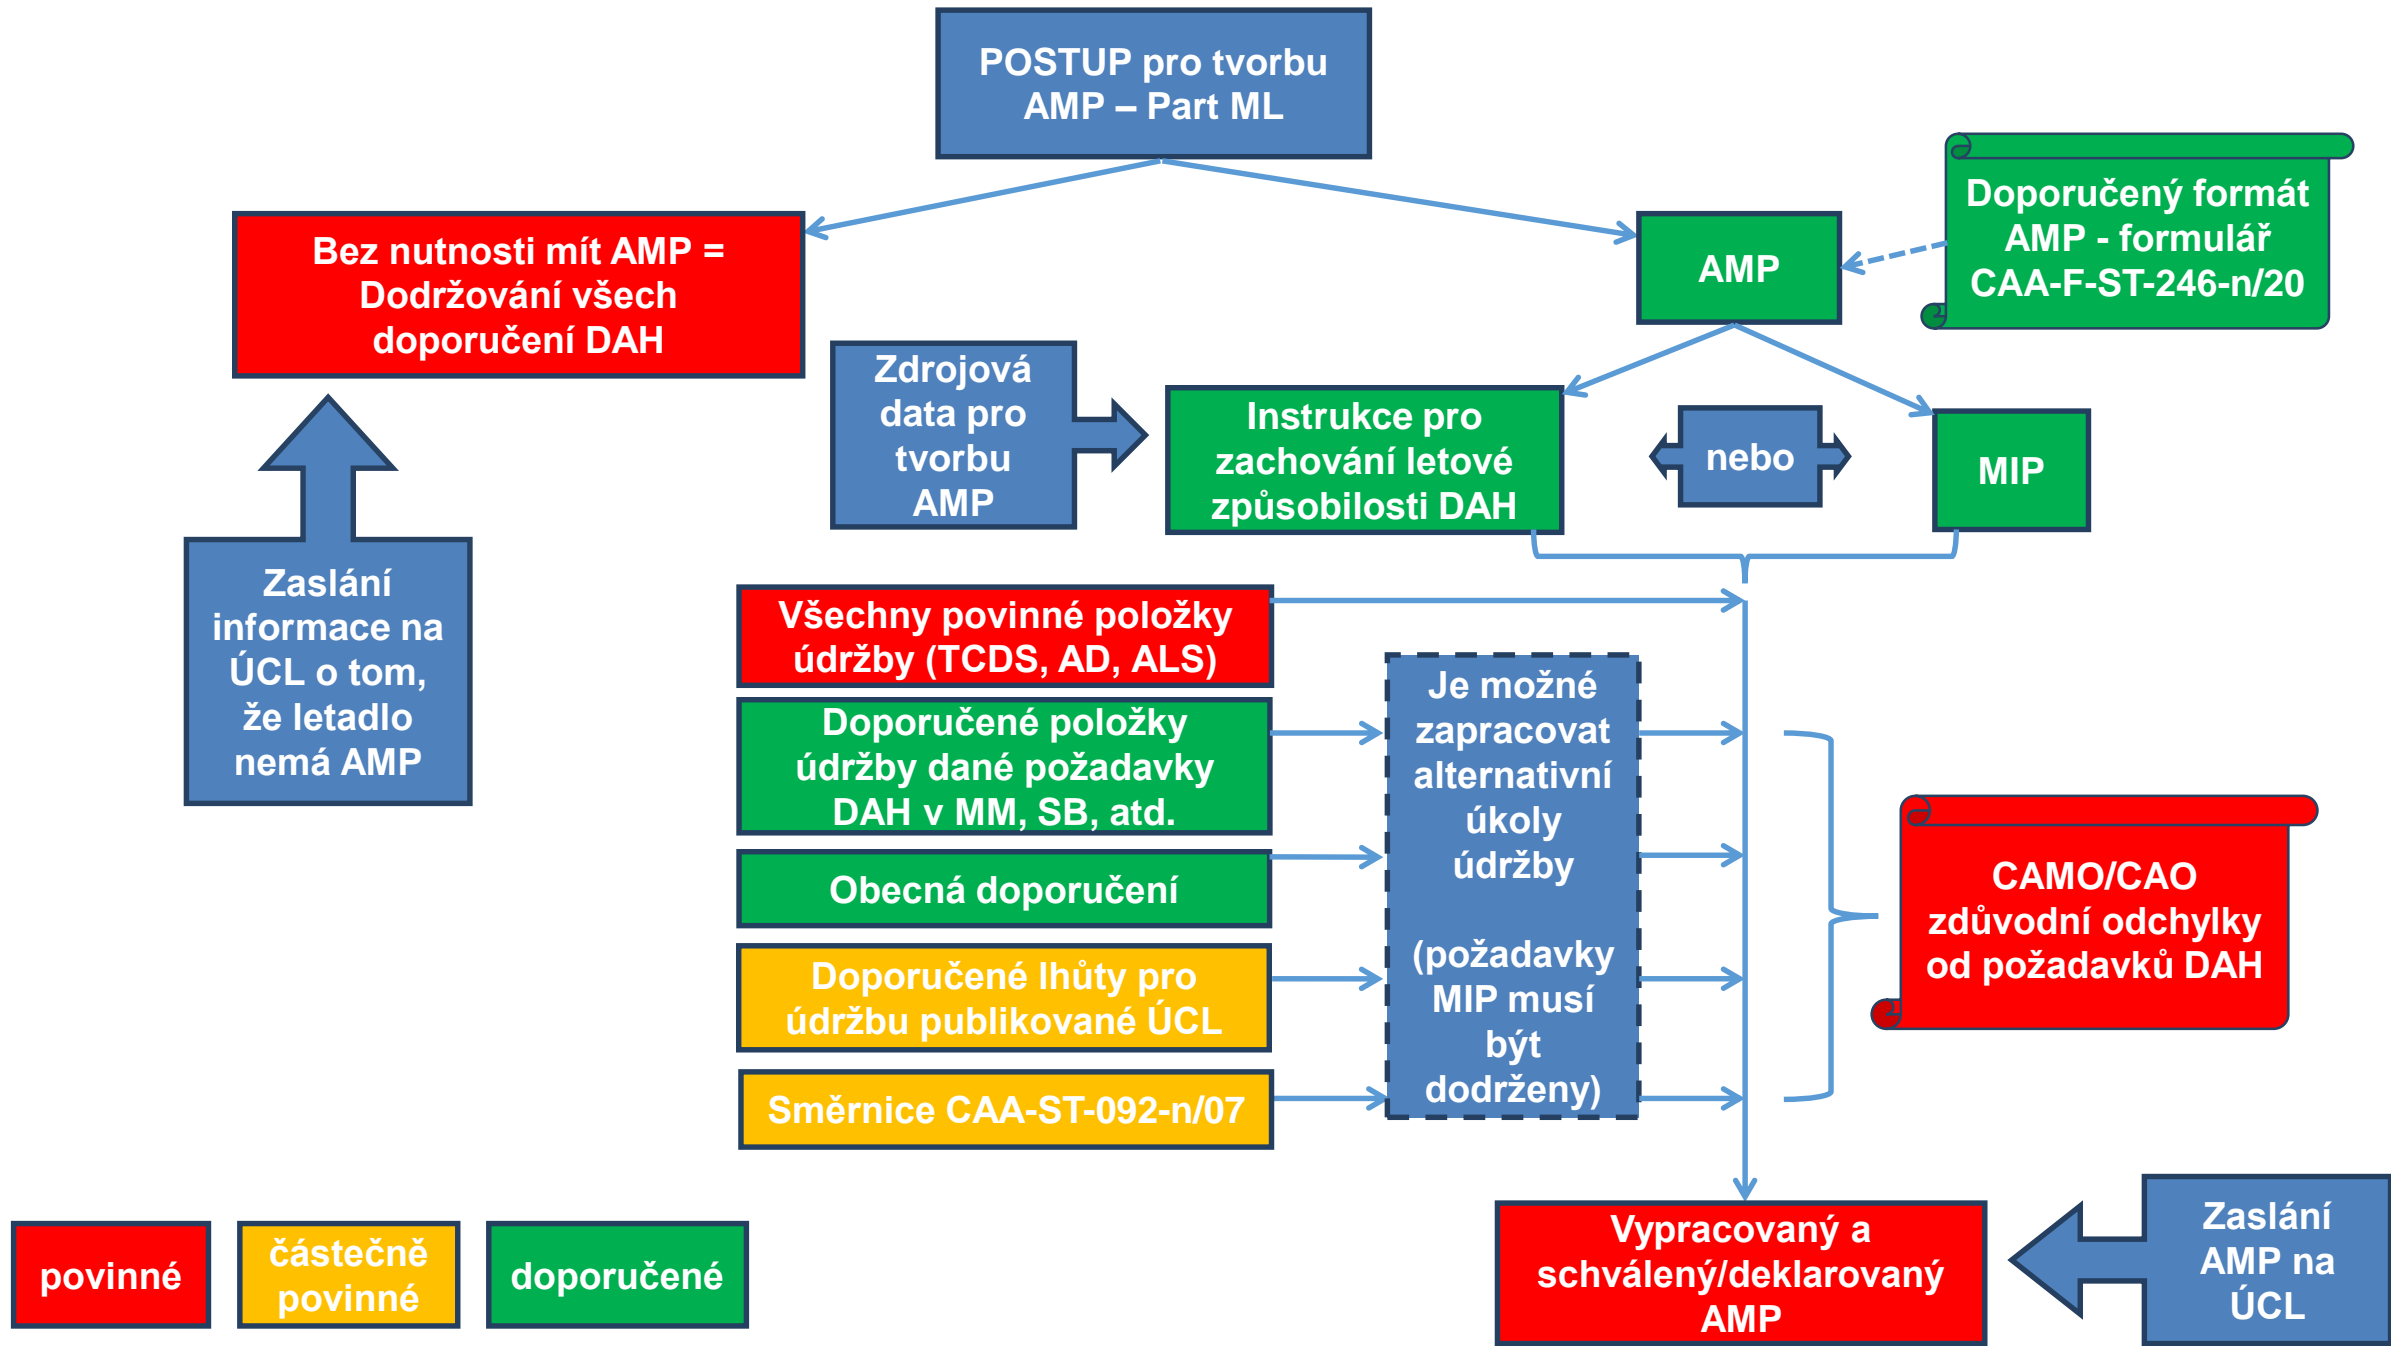 POSTUP pro tvorbu
AMP – Part ML
Bez nutnosti mít AMP =
Dodržování všech
doporučení DAH
AMP
Doporučený formát
AMP - formulář
CAA-F-ST-246-n/20
Zdrojová
data pro
tvorbu
AMP
Instrukce pro
zachování letové
způsobilosti DAH
nebo
MIP
Zaslání
informace na
ÚCL o tom,
že letadlo
nemá AMP
Všechny povinné položky
údržby (TCDS, AD, ALS)
Doporučené položky
údržby dané požadavky
DAH v MM, SB, atd.
Obecná doporučení
Doporučené lhůty pro
údržbu publikované ÚCL
Směrnice CAA-ST-092-n/07
Je možné
zapracovat
alternativní
úkoly
údržby
(požadavky
MIP musí
být
dodrženy)
CAMO/CAO
zdůvodní odchylky
od požadavků DAH
povinné
částečně
povinné
doporučené
Vypracovaný a
schválený/deklarovaný
AMP
Zaslání
AMP na
ÚCL